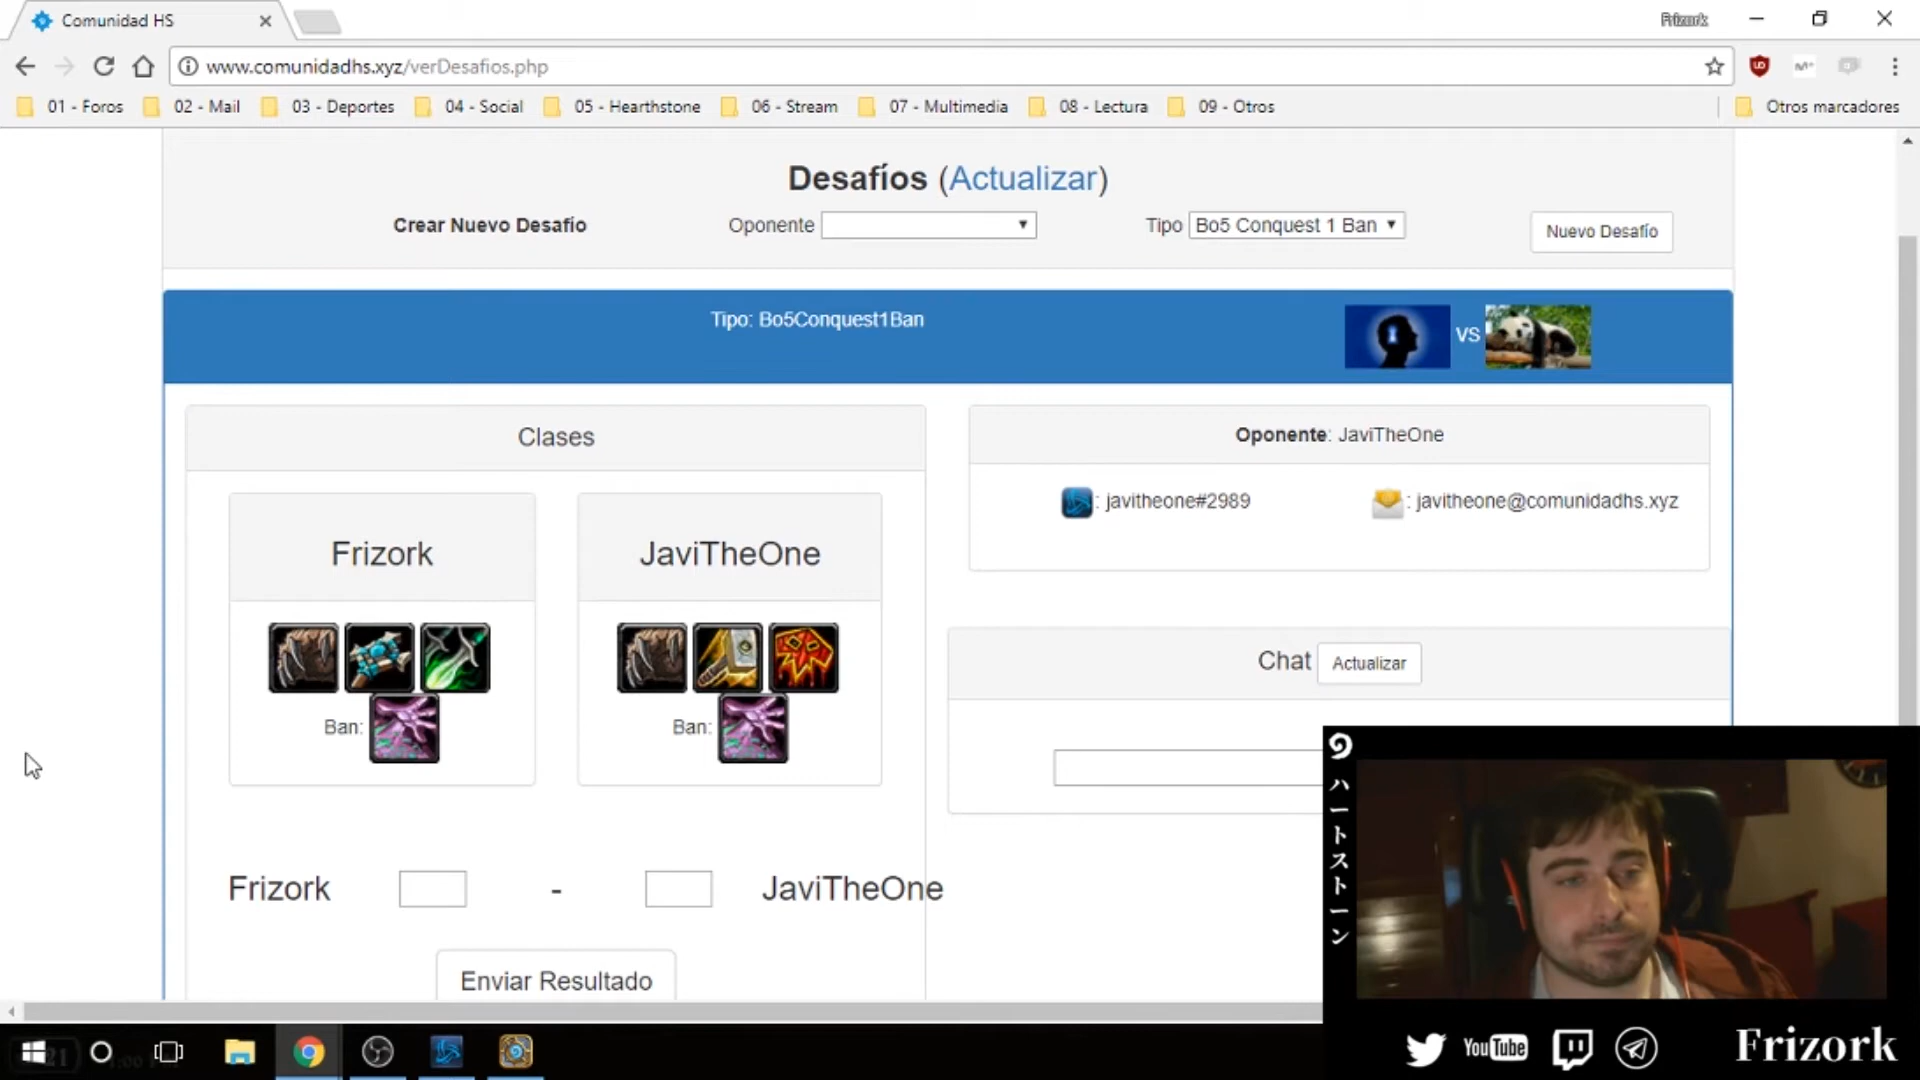 Comunidad HS
Frizork
www.comunidadhs.xyz/verDesafios.php
01 - Foros 02 - Mail 03 - Deportes 04 - Social 05 - Hearthstone 06 - Stream 07 - Multimedia 08 - Lectura 09 - Otros Otros marcadores
Desafíos (Actualizar)
Crear Nuevo Desafío Oponente Tipo Bo5 Conquest 1 Ban Nuevo Desafío
Tipo: Bo5Conquest1Ban
vs
Clases
Oponente: JaviTheOne
: javitheone#2989 : javitheone@comunidadhs.xyz
Frizork JaviTheOne
Ban: Ban:
Chat Actualizar
Frizork - JaviTheOne
Enviar Resultado
ハートストーン
YouTube Frizork